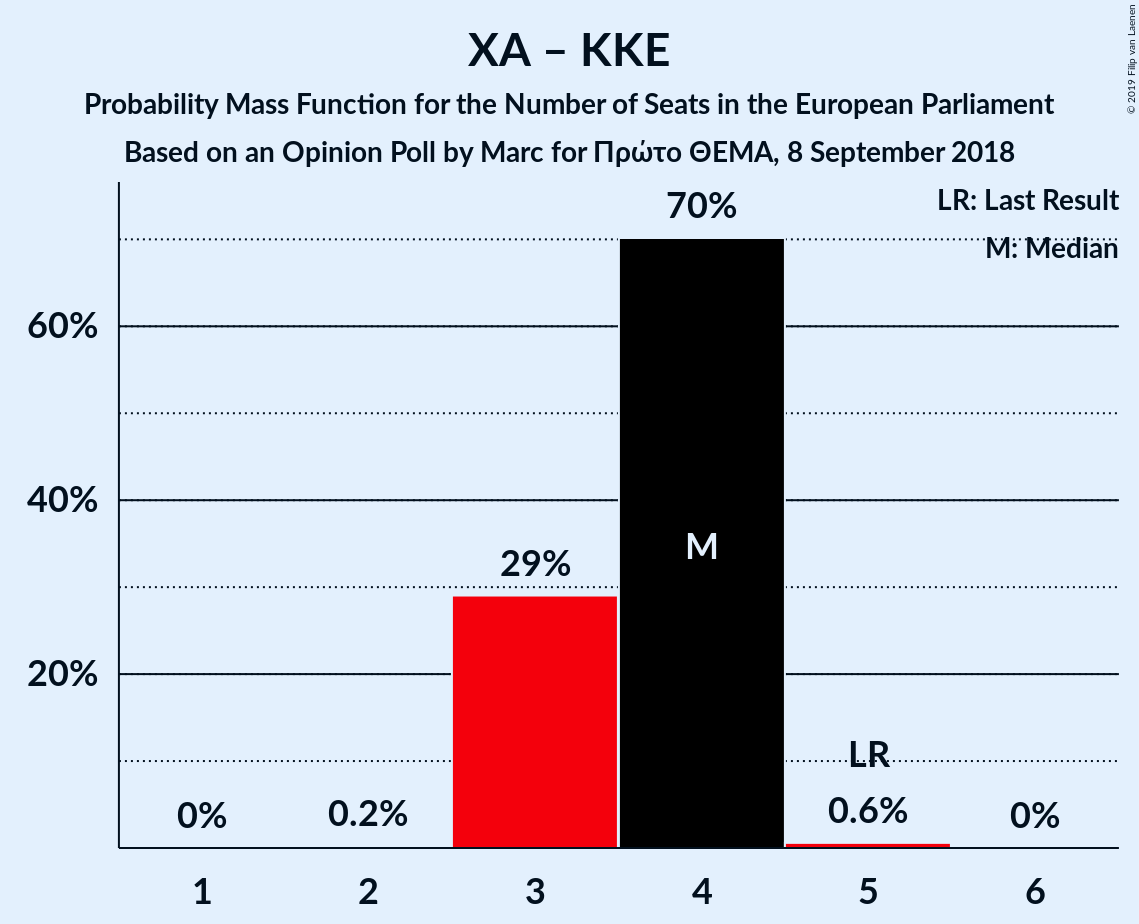 XA – KKE
Probability Mass Function for the Number of Seats in the European Parliament
Based on an Opinion Poll by Marc for Πρώτο ΘΕΜΑ, 8 September 2018
© 2019 Filip van Laenen
LR: Last Result
M: Median
70%
60%
40%
20%
29%
M
LR
0%
0.2%
0.6%
0%
1 2 3 4 5 6